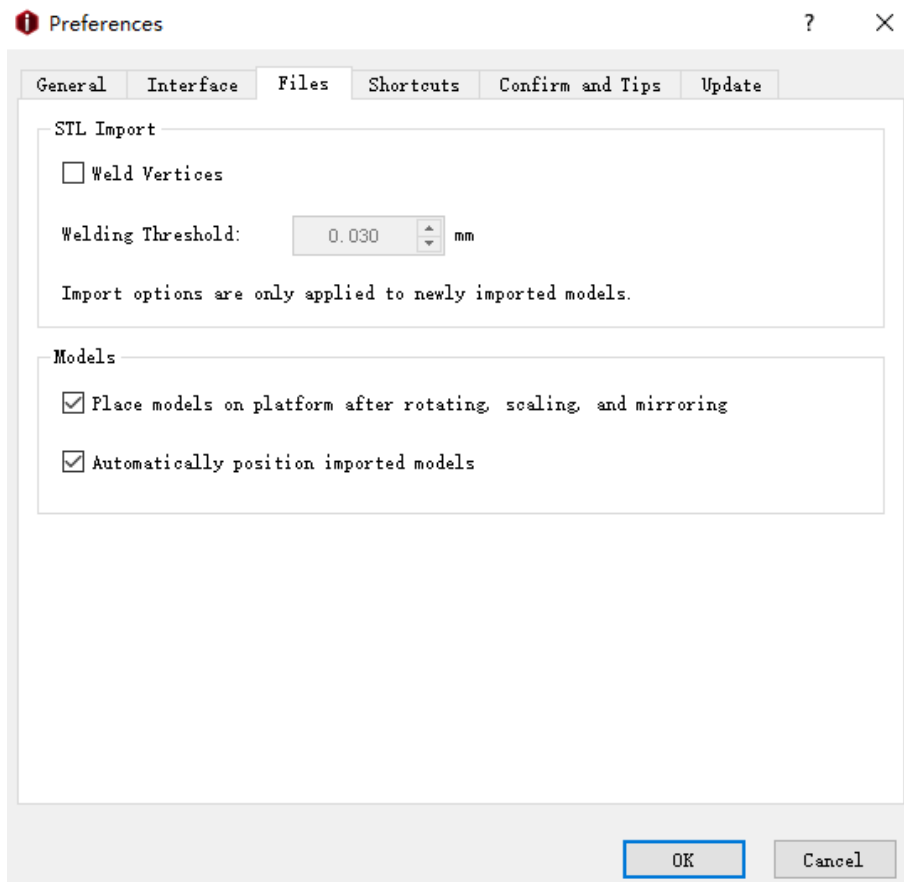 Preferences
?
General Interface Files Shortcuts Confirm and Tips Update
STL Import
Weld Vertices
Welding Threshold: 0.030 mm
Import options are only applied to newly imported models.
Models
Place models on platform after rotating, scaling, and mirroring
Automatically position imported models
OK Cancel